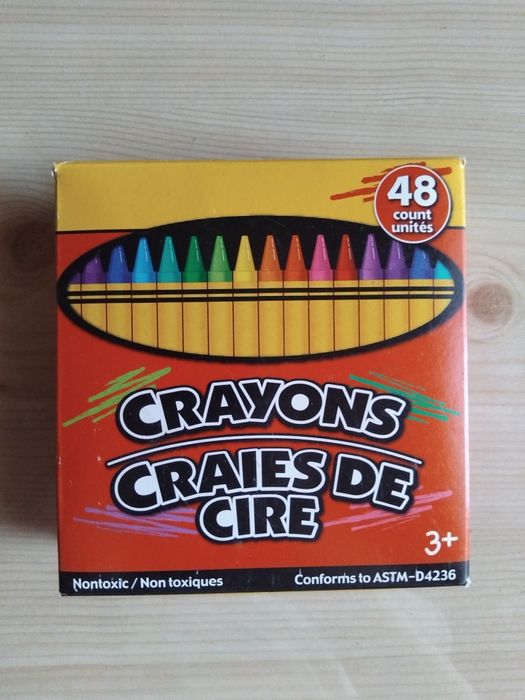 48
count
unités
CRAYONS
CRAIES DE
CIRE
3+
Nontoxic / Non toxiques
Conforms to ASTM-D4236